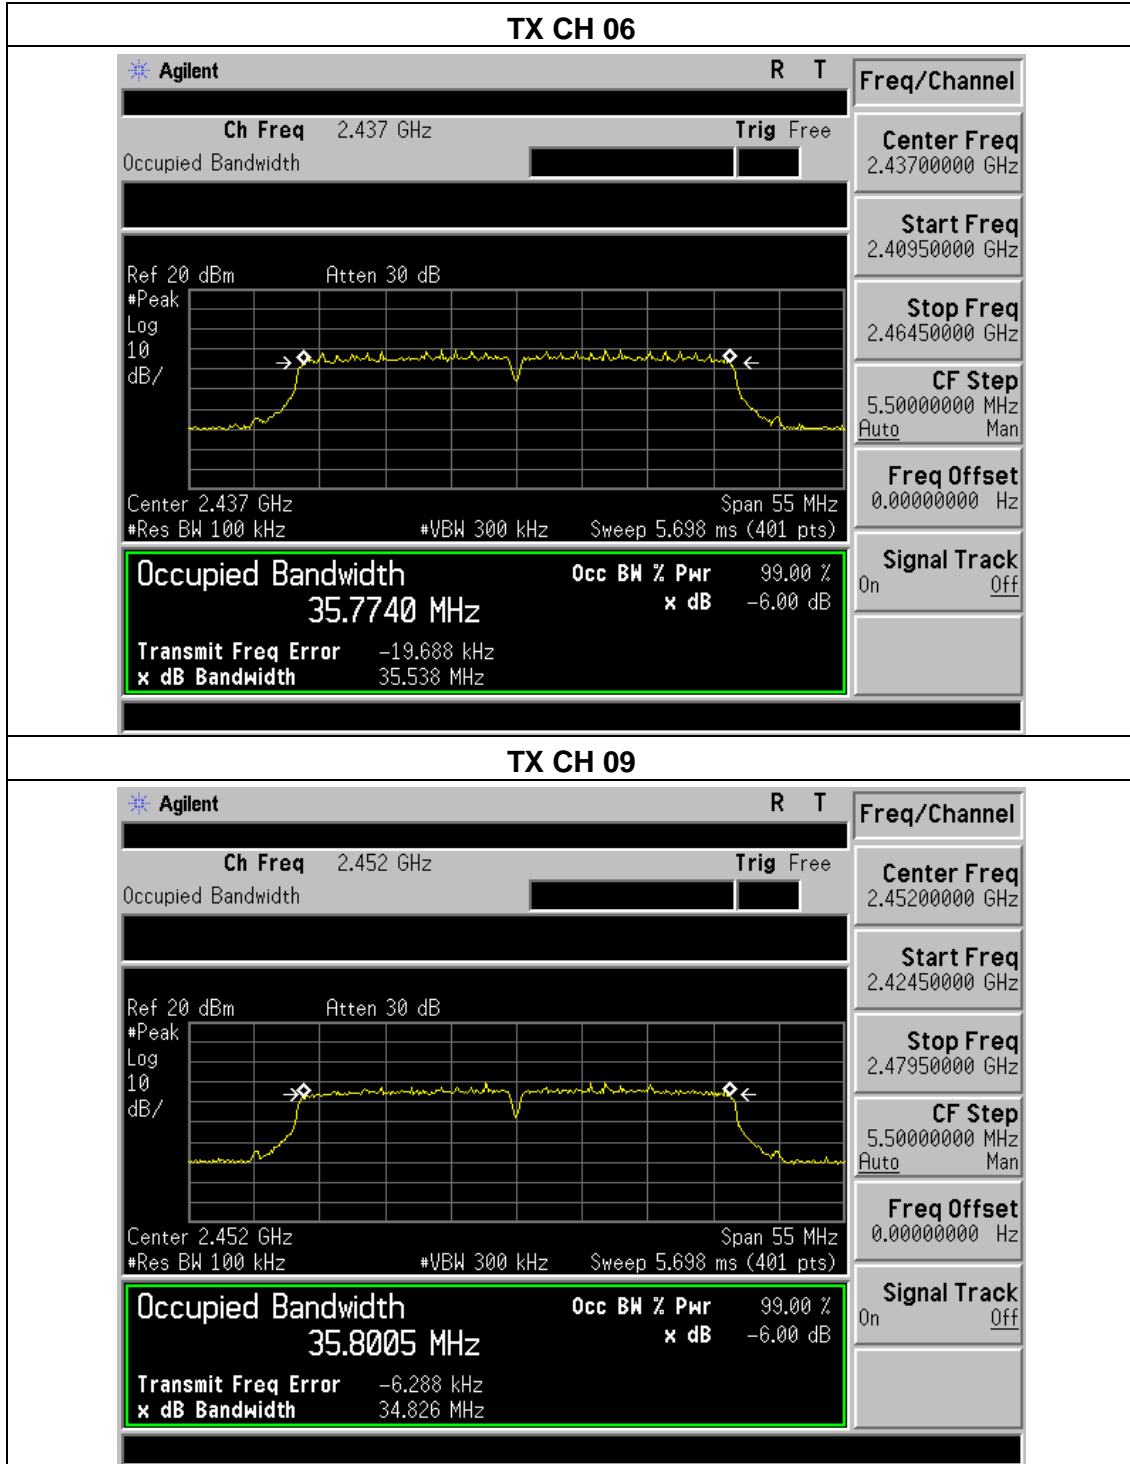 TX CH 06
Agilent R T
Freq/Channel
Ch Freq 2.437 GHz Trig Free
Occupied Bandwidth
Center Freq
2.43700000 GHz
Start Freq
2.40950000 GHz
Ref 20 dBm Atten 30 dB
#Peak
Log
10
dB/
Stop Freq
2.46450000 GHz
CF Step
5.50000000 MHz
Auto Man
Freq Offset
0.00000000 Hz
Center 2.437 GHz Span 55 MHz
#Res BW 100 kHz #VBW 300 kHz Sweep 5.698 ms (401 pts)
Signal Track
On Off
Occupied Bandwidth Occ BW % Pwr 99.00 %
35.7740 MHz x dB -6.00 dB
Transmit Freq Error -19.688 kHz
x dB Bandwidth 35.538 MHz
TX CH 09
Agilent R T
Freq/Channel
Ch Freq 2.452 GHz Trig Free
Occupied Bandwidth
Center Freq
2.45200000 GHz
Start Freq
2.42450000 GHz
Ref 20 dBm Atten 30 dB
#Peak
Log
10
dB/
Stop Freq
2.47950000 GHz
CF Step
5.50000000 MHz
Auto Man
Freq Offset
0.00000000 Hz
Center 2.452 GHz Span 55 MHz
#Res BW 100 kHz #VBW 300 kHz Sweep 5.698 ms (401 pts)
Signal Track
On Off
Occupied Bandwidth Occ BW % Pwr 99.00 %
35.8005 MHz x dB -6.00 dB
Transmit Freq Error -6.288 kHz
x dB Bandwidth 34.826 MHz